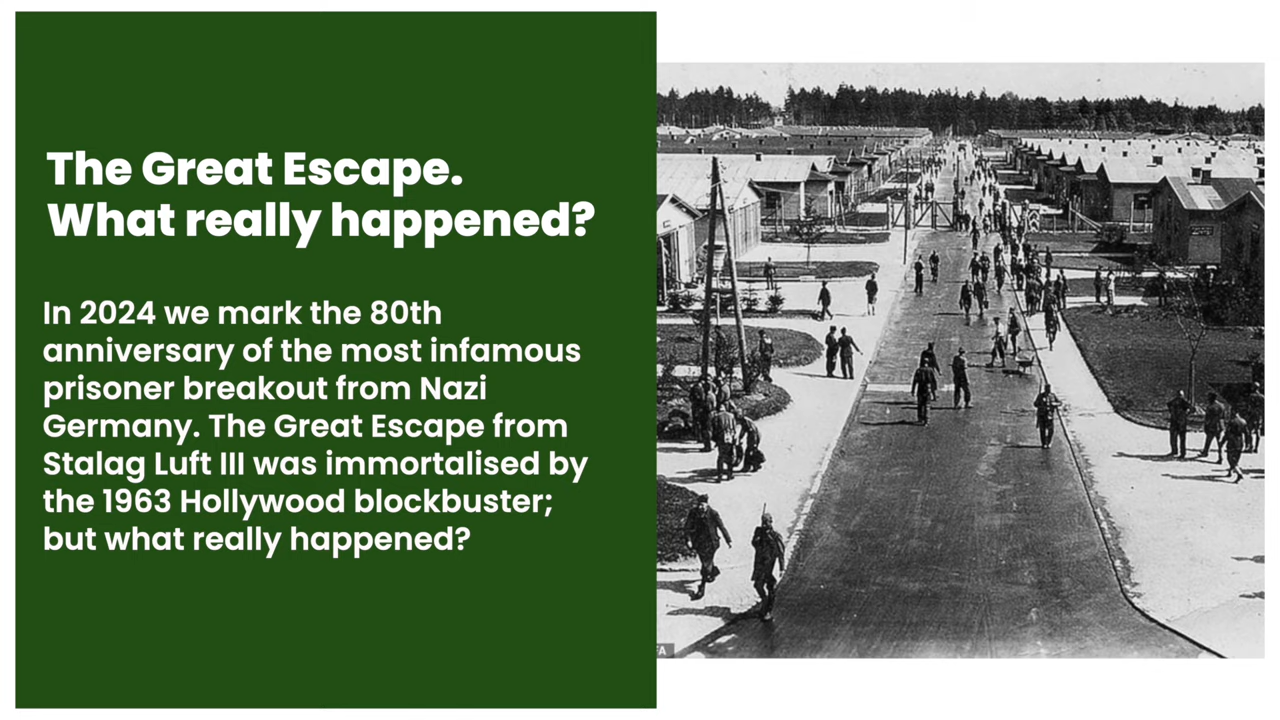 The Great Escape.
What really happened?
In 2024 we mark the 80th
anniversary of the most infamous
prisoner breakout from Nazi
Germany. The Great Escape from
Stalag Luft III was immortalised by
the 1963 Hollywood blockbuster;
but what really happened?